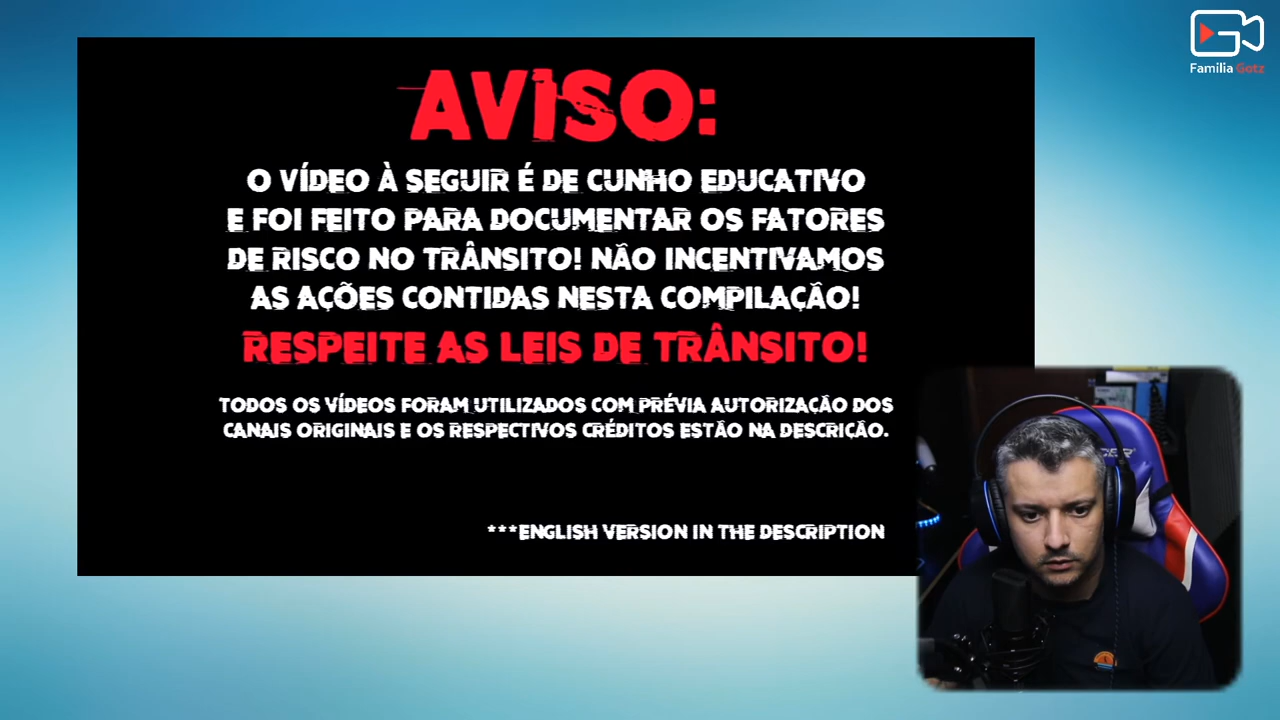 AVISO:
O VÍDEO À SEGUIR É DE CUNHO EDUCATIVO
E FOI FEITO PARA DOCUMENTAR OS FATORES
DE RISCO NO TRÂNSITO! NÃO INCENTIVAMOS
AS AÇÕES CONTIDAS NESTA COMPILAÇÃO!
RESPEITE AS LEIS DE TRÂNSITO!
TODOS OS VÍDEOS FORAM UTILIZADOS COM PRÉVIA AUTORIZAÇÃO DOS
CANAIS ORIGINAIS E OS RESPECTIVOS CRÉDITOS ESTÃO NA DESCRIÇÃO.
***ENGLISH VERSION IN THE DESCRIPTION
Familia Gotz